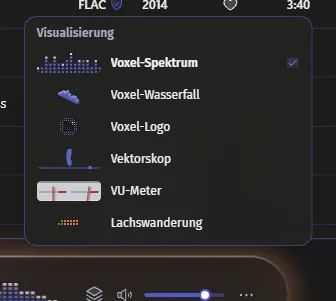 FLAC 2014 3:40
Visualisierung
Voxel-Spektrum
Voxel-Wasserfall
s
Voxel-Logo
Vektorskop
VU-Meter
Lachswanderung